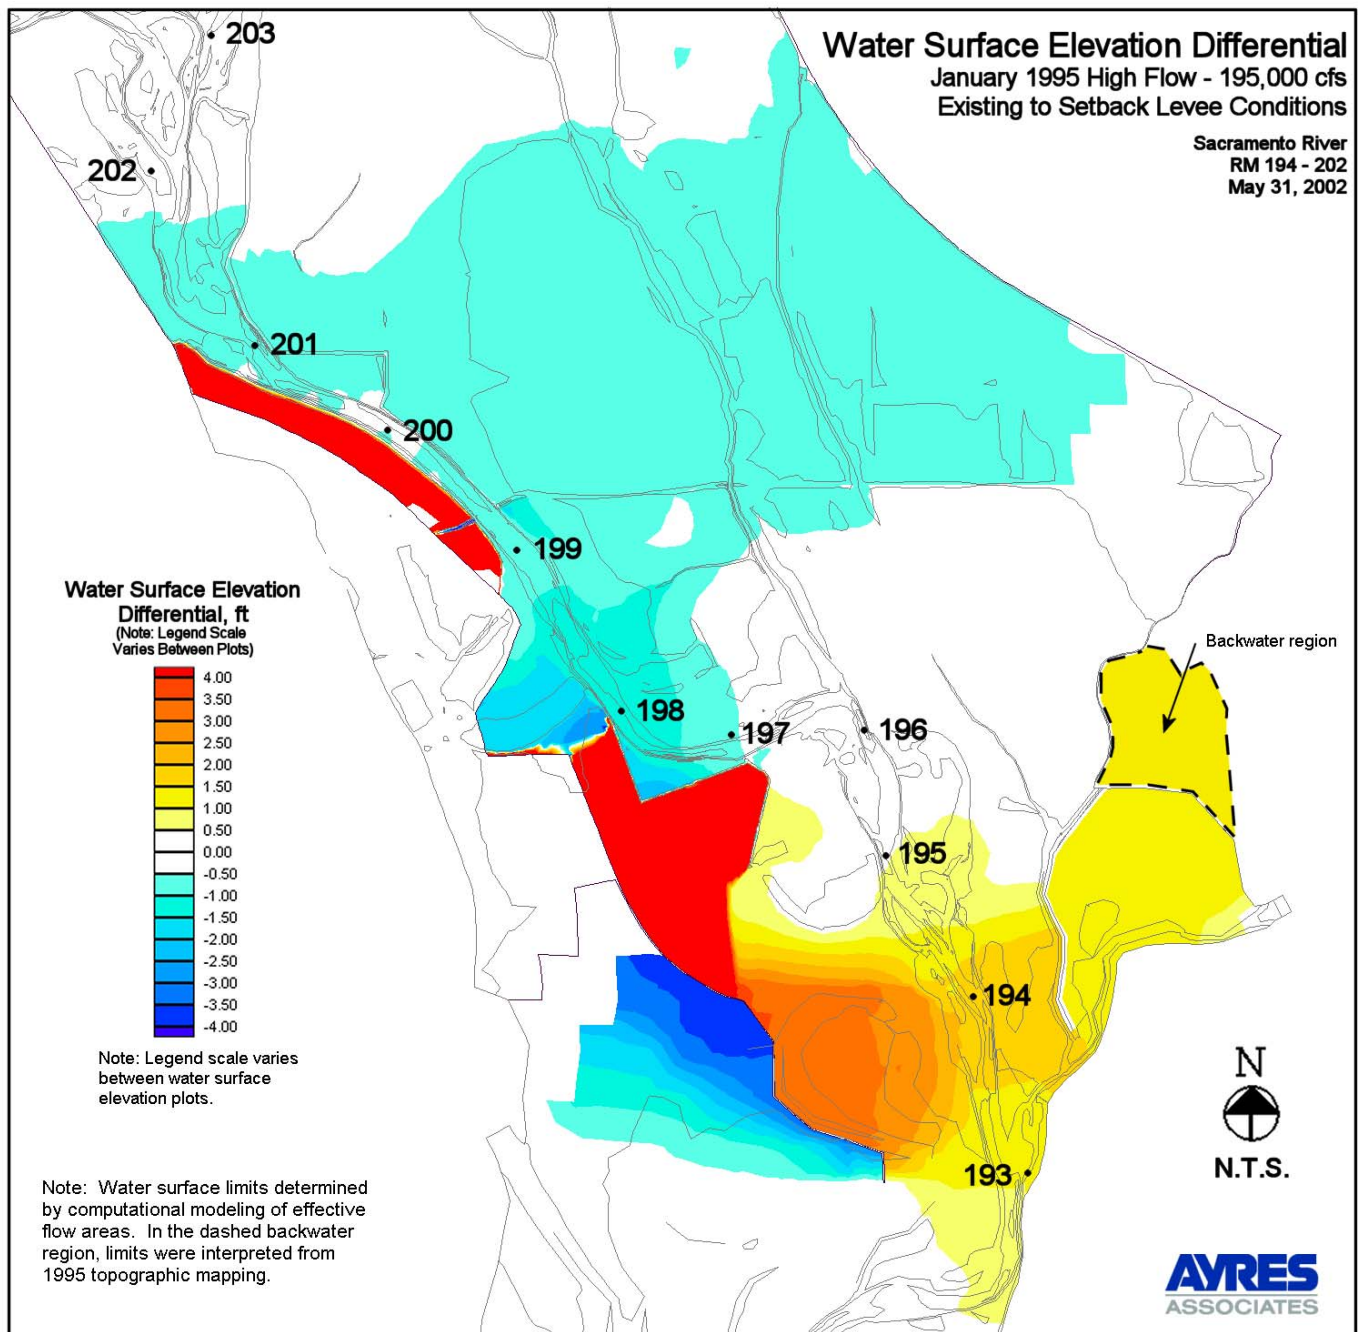 Water Surface Elevation Differential
January 1995 High Flow - 195,000 cfs
Existing to Setback Levee Conditions
Sacramento River
RM 194 - 202
May 31, 2002
203
202
201
200
199
198
197
196
195
194
193
Backwater region
Water Surface Elevation
Differential, ft
(Note: Legend Scale
Varies Between Plots)
4.00
3.50
3.00
2.50
2.00
1.50
1.00
0.50
0.00
-0.50
-1.00
-1.50
-2.00
-2.50
-3.00
-3.50
-4.00
Note: Legend scale varies
between water surface
elevation plots.
Note: Water surface limits determined
by computational modeling of effective
flow areas. In the dashed backwater
region, limits were interpreted from
1995 topographic mapping.
N
N.T.S.
AYRES
ASSOCIATES